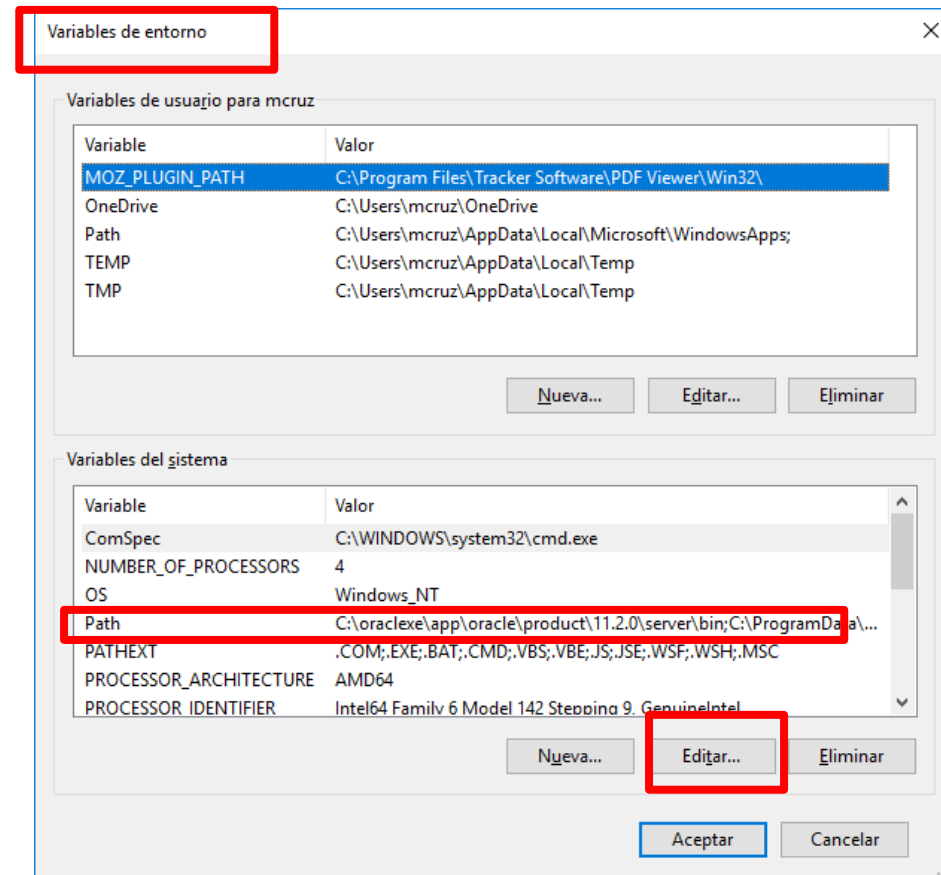 Variables de entorno
Variables de usuario para mcruz
Variable Valor
MOZ_PLUGIN_PATH C:\Program Files\Tracker Software\PDF Viewer\Win32\
OneDrive C:\Users\mcruz\OneDrive
Path C:\Users\mcruz\AppData\Local\Microsoft\WindowsApps;
TEMP C:\Users\mcruz\AppData\Local\Temp
TMP C:\Users\mcruz\AppData\Local\Temp
Nueva... Editar... Eliminar
Variables del sistema
Variable Valor
ComSpec C:\WINDOWS\system32\cmd.exe
NUMBER_OF_PROCESSORS 4
OS Windows_NT
Path C:\oraclexe\app\oracle\product\11.2.0\server\bin;C:\ProgramData\...
PATHEXT .COM;.EXE;.BAT;.CMD;.VBS;.VBE;.JS;.JSE;.WSF;.WSH;.MSC
PROCESSOR_ARCHITECTURE AMD64
PROCESSOR_IDENTIFIER Intel64 Family 6 Model 142 Stepping 9, GenuineIntel
Nueva... Editar... Eliminar
Aceptar Cancelar